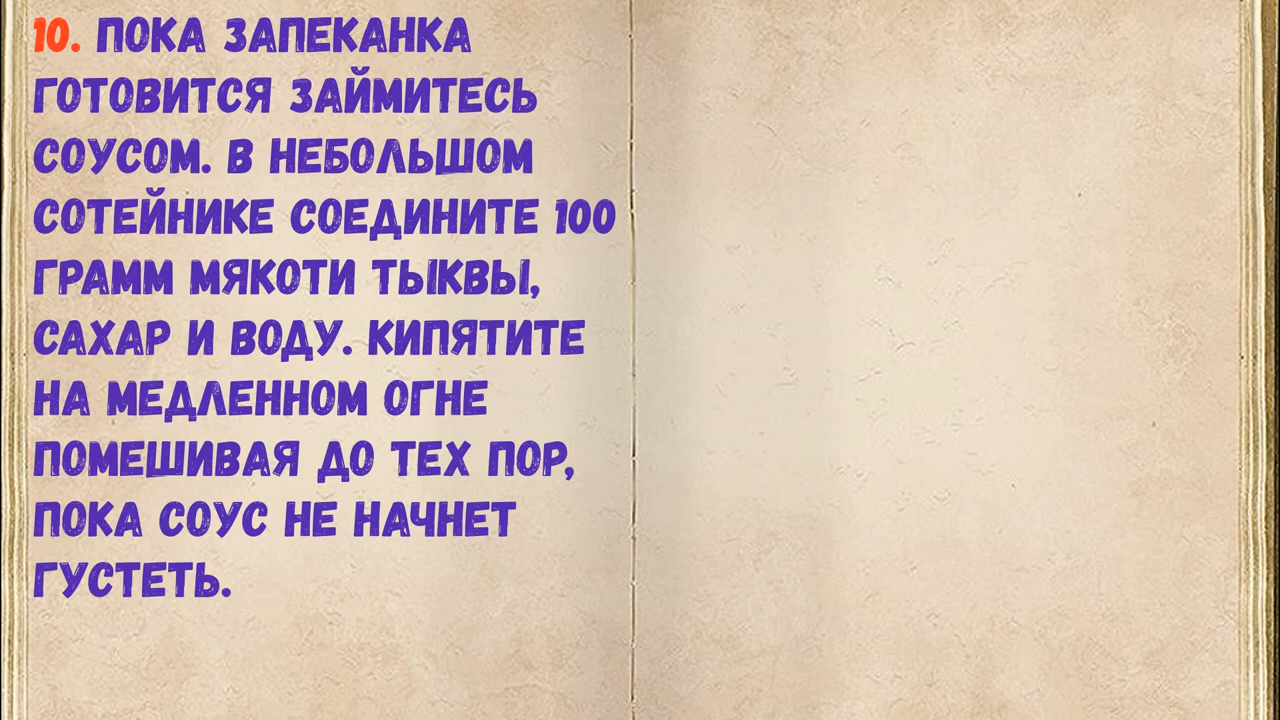 10. ПОКА ЗАПЕКАНКА
ГОТОВИТСЯ ЗАЙМИТЕСЬ
СОУСОМ. В НЕБОЛЬШОМ
СОТЕЙНИКЕ СОЕДИНИТЕ 100
ГРАММ МЯКОТИ ТЫКВЫ,
САХАР И ВОДУ. КИПЯТИТЕ
НА МЕДЛЕННОМ ОГНЕ
ПОМЕШИВАЯ ДО ТЕХ ПОР,
ПОКА СОУС НЕ НАЧНЕТ
ГУСТЕТЬ.